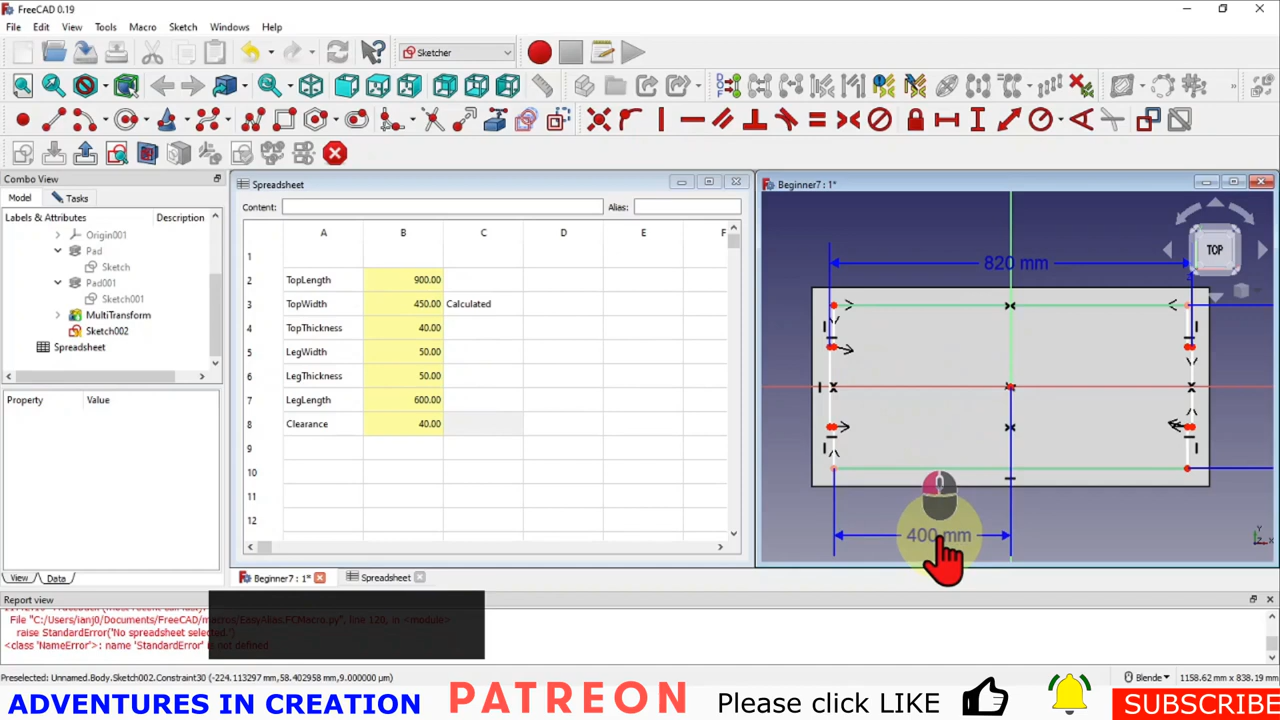 FreeCAD 0.19
File Edit View Tools Macro Sketch Windows Help
Sketcher
Combo View
Model Tasks
Labels & Attributes Description
Origin001
Pad
Sketch
Pad001
Sketch001
MultiTransform
Sketch002
Spreadsheet
Property Value
View Data
Spreadsheet
Content: Alias:
A B C D E F
1
2 TopLength 900.00
3 TopWidth 450.00 Calculated
4 TopThickness 40.00
5 LegWidth 50.00
6 LegThickness 50.00
7 LegLength 600.00
8 Clearance 40.00
9
10
11
12
Beginner7 : 1*
820 mm
TOP
400 mm
Beginner7 : 1* Spreadsheet
Report view
File "C:/Users/ianj0/Documents/FreeCAD/macros/EasyAlias.FCMacro.py", line 120, in <module>
raise StandardError('No spreadsheet selected.')
<class 'NameError'>: name 'StandardError' is not defined
Preselected: Unnamed.Body.Sketch002.Constraint30 (-224.113297 mm,58.402958 mm,9.000000 µm)
Blende 1158.62 mm x 838.19 mm
ADVENTURES IN CREATION PATREON Please click LIKE SUBSCRIBE